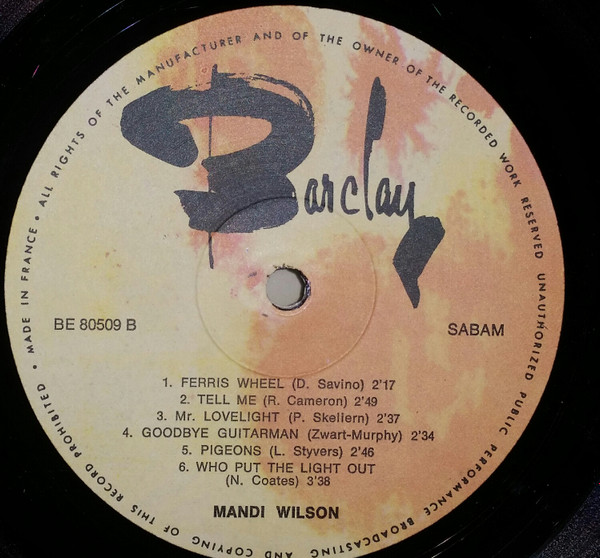 ALL RIGHTS OF THE MANUFACTURER AND OF THE OWNER OF THE RECORDED WORK RESERVED UNAUTHORIZED PUBLIC PERFORMANCE BROADCASTING AND COPYING OF THIS RECORD PROHIBITED • MADE IN FRANCE •
Barclay
BE 80509 B
SABAM
1. FERRIS WHEEL (D. Savino) 2'17
2. TELL ME (R. Cameron) 2'49
3. Mr. LOVELIGHT (P. Skellern) 2'37
4. GOODBYE GUITARMAN (Zwart-Murphy) 2'34
5. PIGEONS (L. Styvers) 2'46
6. WHO PUT THE LIGHT OUT
(N. Coates) 3'38
MANDI WILSON